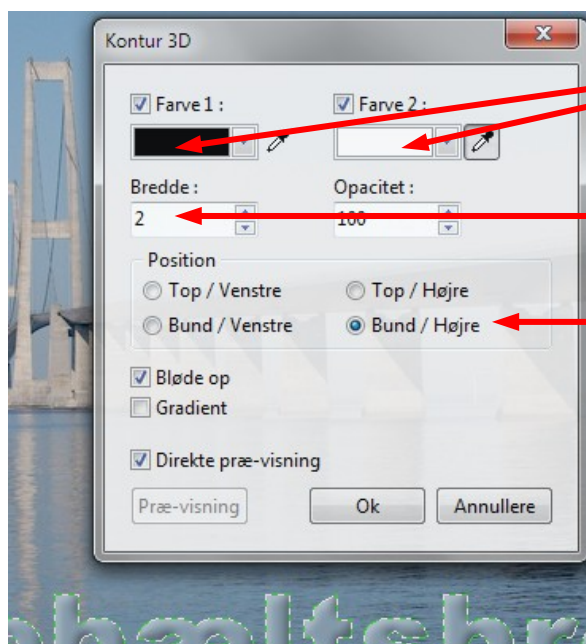 Kontur 3D
Farve 1 : Farve 2 :
Bredde : Opacitet :
2 100
Position
Top / Venstre Top / Højre
Bund / Venstre Bund / Højre
Bløde op
Gradient
Direkte præ-visning
Præ-visning Ok Annullere